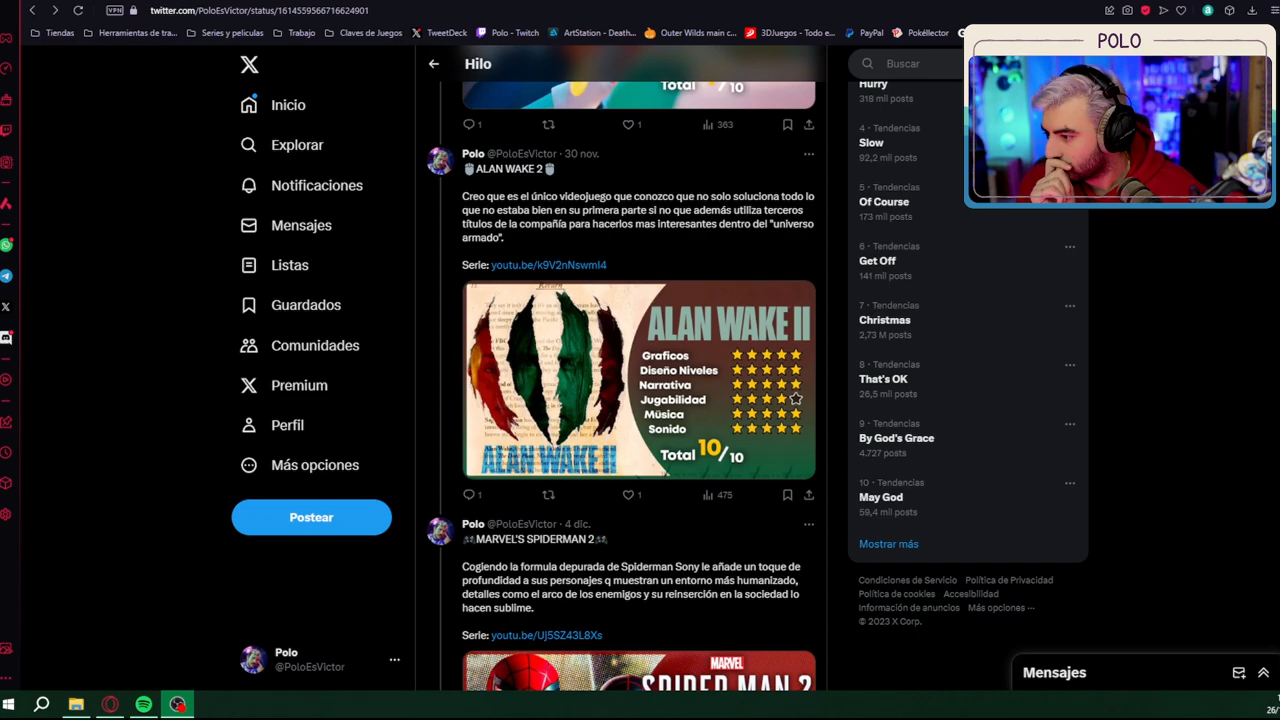 twitter.com/PoloEsVictor/status/1614559566716624901
VPN
Tiendas
Herramientas de tra...
Series y peliculas
Trabajo
Claves de Juegos
TweetDeck
Polo - Twitch
ArtStation - Death...
Outer Wilds main c...
3DJuegos - Todo e...
PayPal
Pokéllector
POLO
Inicio
Explorar
Notificaciones
Mensajes
Listas
Guardados
Comunidades
Premium
Perfil
Más opciones
Postear
Polo
@PoloEsVictor
Hilo
Total
/10
1
1
363
Polo @PoloEsVictor · 30 nov.
ALAN WAKE 2
Creo que es el único videojuego que conozco que no solo soluciona todo lo
que no estaba bien en su primera parte si no que además utiliza terceros
títulos de la compañía para hacerlos mas interesantes dentro del "universo
armado".
Serie: youtu.be/k9V2nNswmI4
Return
ALAN WAKE II
ALAN WAKE II
Graficos
Diseño Niveles
Narrativa
Jugabilidad
Música
Sonido
Total 10/10
1
1
475
Polo @PoloEsVictor · 4 dic.
MARVEL'S SPIDERMAN 2
Cogiendo la formula depurada de Spiderman Sony le añade un toque de
profundidad a sus personajes q muestran un entorno más humanizado,
detalles como el arco de los enemigos y su reinserción en la sociedad lo
hacen sublime.
Serie: youtu.be/Uj5SZ43L8Xs
MARVEL
SPIDER-MAN 2
Buscar
Hurry
318 mil posts
4 · Tendencias
Slow
92,2 mil posts
5 · Tendencias
Of Course
173 mil posts
6 · Tendencias
Get Off
141 mil posts
7 · Tendencias
Christmas
2,73 M posts
8 · Tendencias
That's OK
26,5 mil posts
9 · Tendencias
By God's Grace
4.727 posts
10 · Tendencias
May God
59,4 mil posts
Mostrar más
Condiciones de Servicio Política de Privacidad
Política de cookies Accesibilidad
Información de anuncios Más opciones ···
© 2023 X Corp.
Mensajes
26/